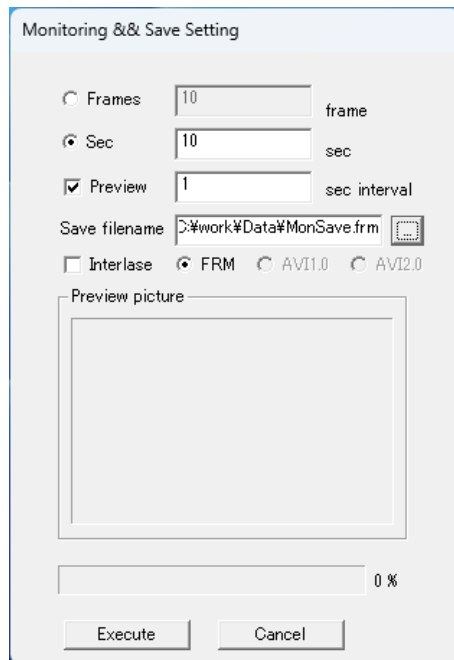 Monitoring && Save Setting
Frames 10 frame
Sec 10 sec
Preview 1 sec interval
Save filename D:¥work¥Data¥MonSave.frm ...
Interlase FRM AVI1.0 AVI2.0
Preview picture
0 %
Execute Cancel